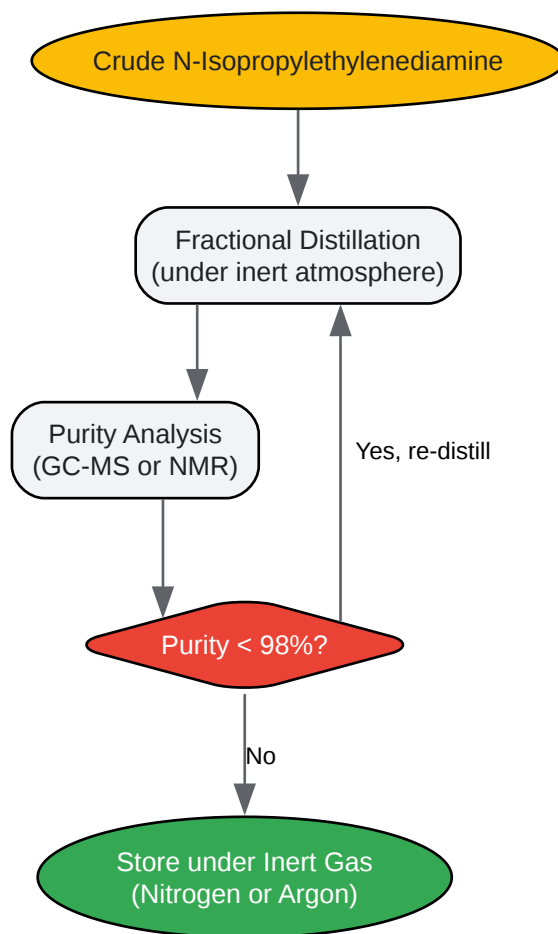 Crude N-Isopropylethylenediamine
Fractional Distillation
(under inert atmosphere)
Purity Analysis
(GC-MS or NMR)
Yes, re-distill
Purity < 98%?
No
Store under Inert Gas
(Nitrogen or Argon)